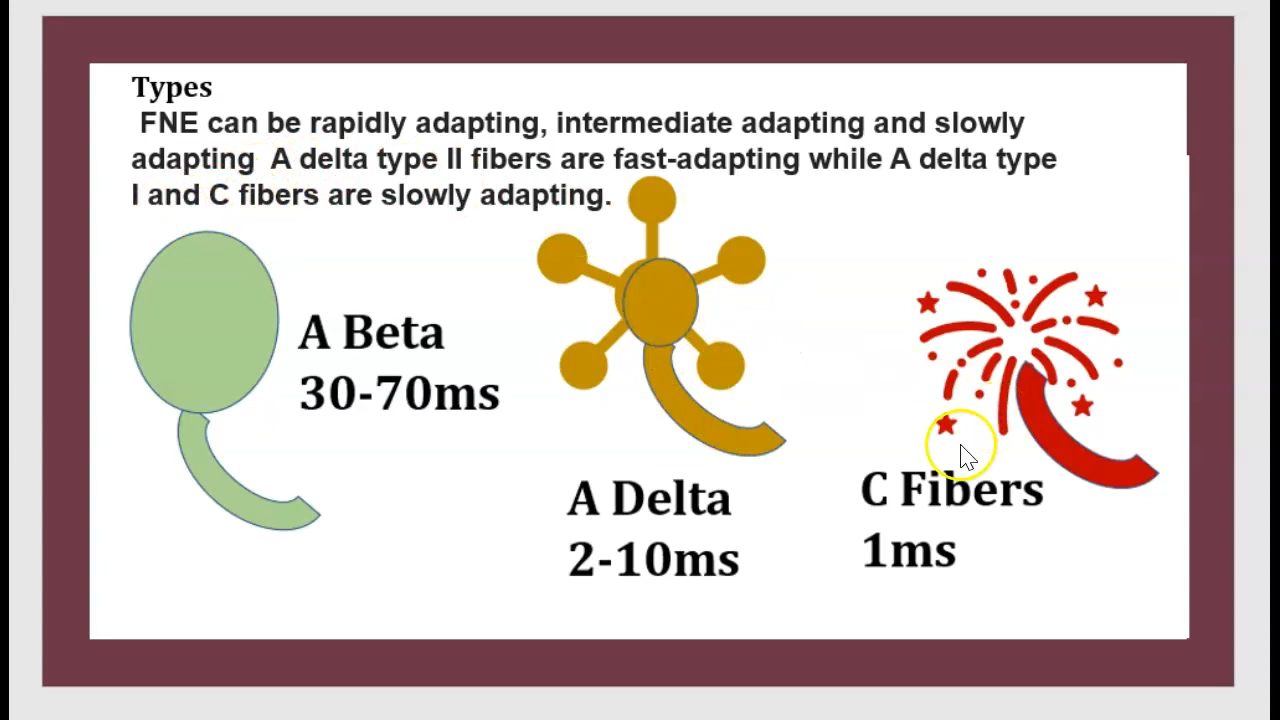 Types
FNE can be rapidly adapting, intermediate adapting and slowly
adapting A delta type II fibers are fast-adapting while A delta type
I and C fibers are slowly adapting.
A Beta
30-70ms
A Delta
2-10ms
C Fibers
1ms